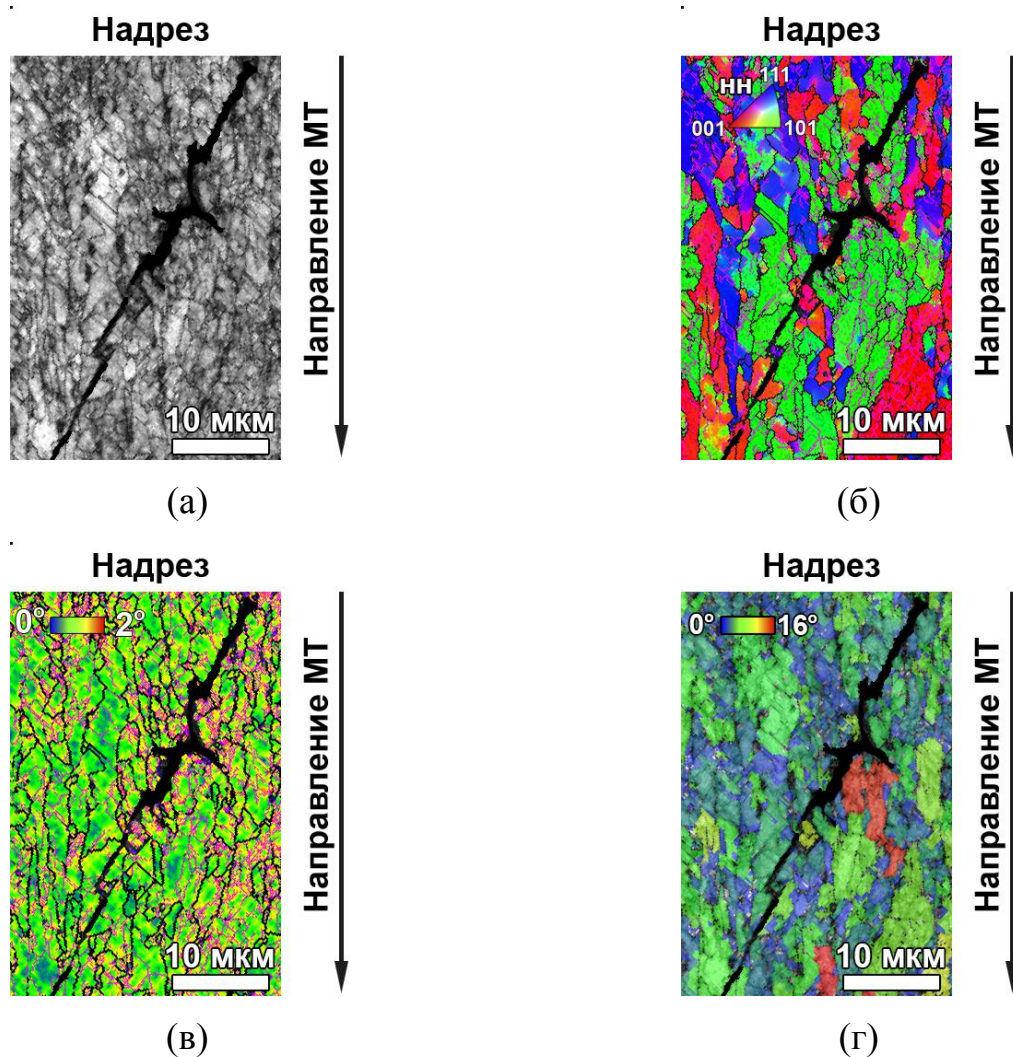 Надрез
Надрез
Направление МТ
111
НН
001
101
10 мкм
Направление МТ
10 мкм
(а)
(б)
Надрез
Надрез
0°
2°
Направление МТ
0°
16°
Направление МТ
10 мкм
10 мкм
(в)
(г)